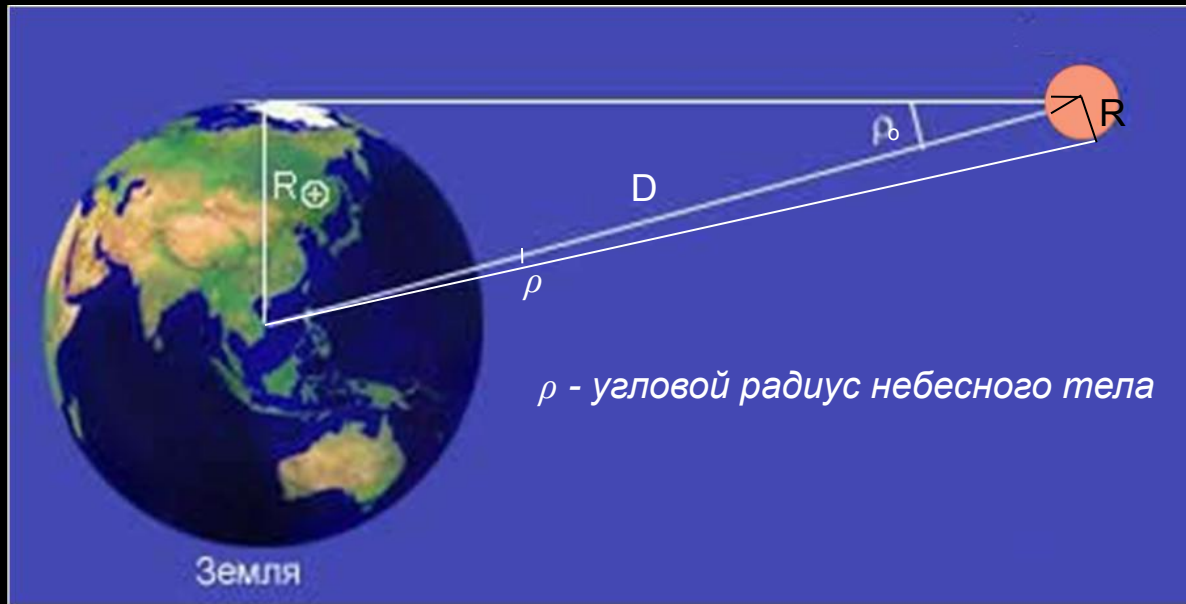 R
ρ₀
R⊕
D
ρ
ρ - угловой радиус небесного тела
Земля